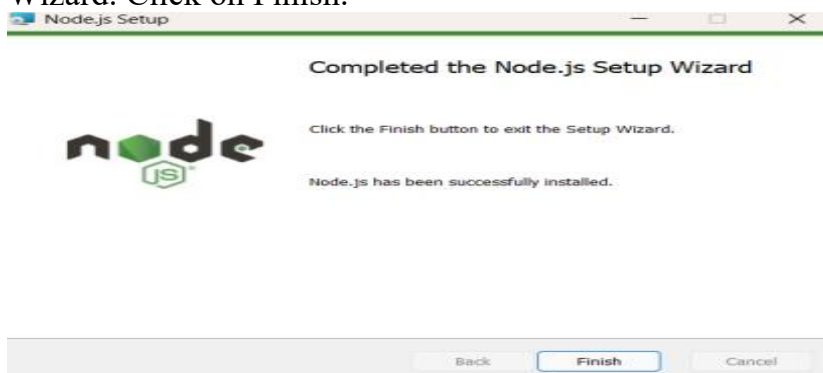 Wizard. Click on Finish.
Node.js Setup
Completed the Node.js Setup Wizard
node
JS
Click the Finish button to exit the Setup Wizard.
Node.js has been successfully installed.
Back Finish Cancel